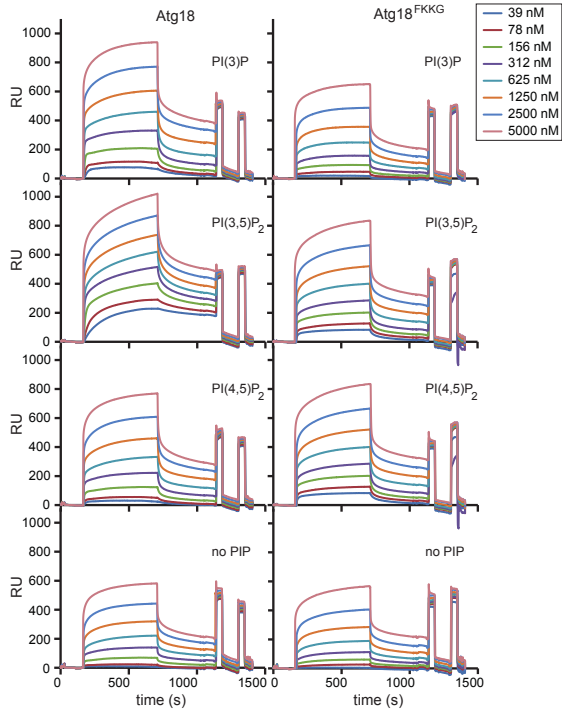 Atg18
Atg18FKKG
39 nM
78 nM
156 nM
312 nM
625 nM
1250 nM
2500 nM
5000 nM
RU
1000
800
600
400
200
0
PI(3)P
PI(3)P
RU
1000
800
600
400
200
0
PI(3,5)P2
PI(3,5)P2
RU
1000
800
600
400
200
0
PI(4,5)P2
PI(4,5)P2
RU
1000
800
600
400
200
0
no PIP
no PIP
500 1000 1500
0 500 1000 1500
time (s)
time (s)